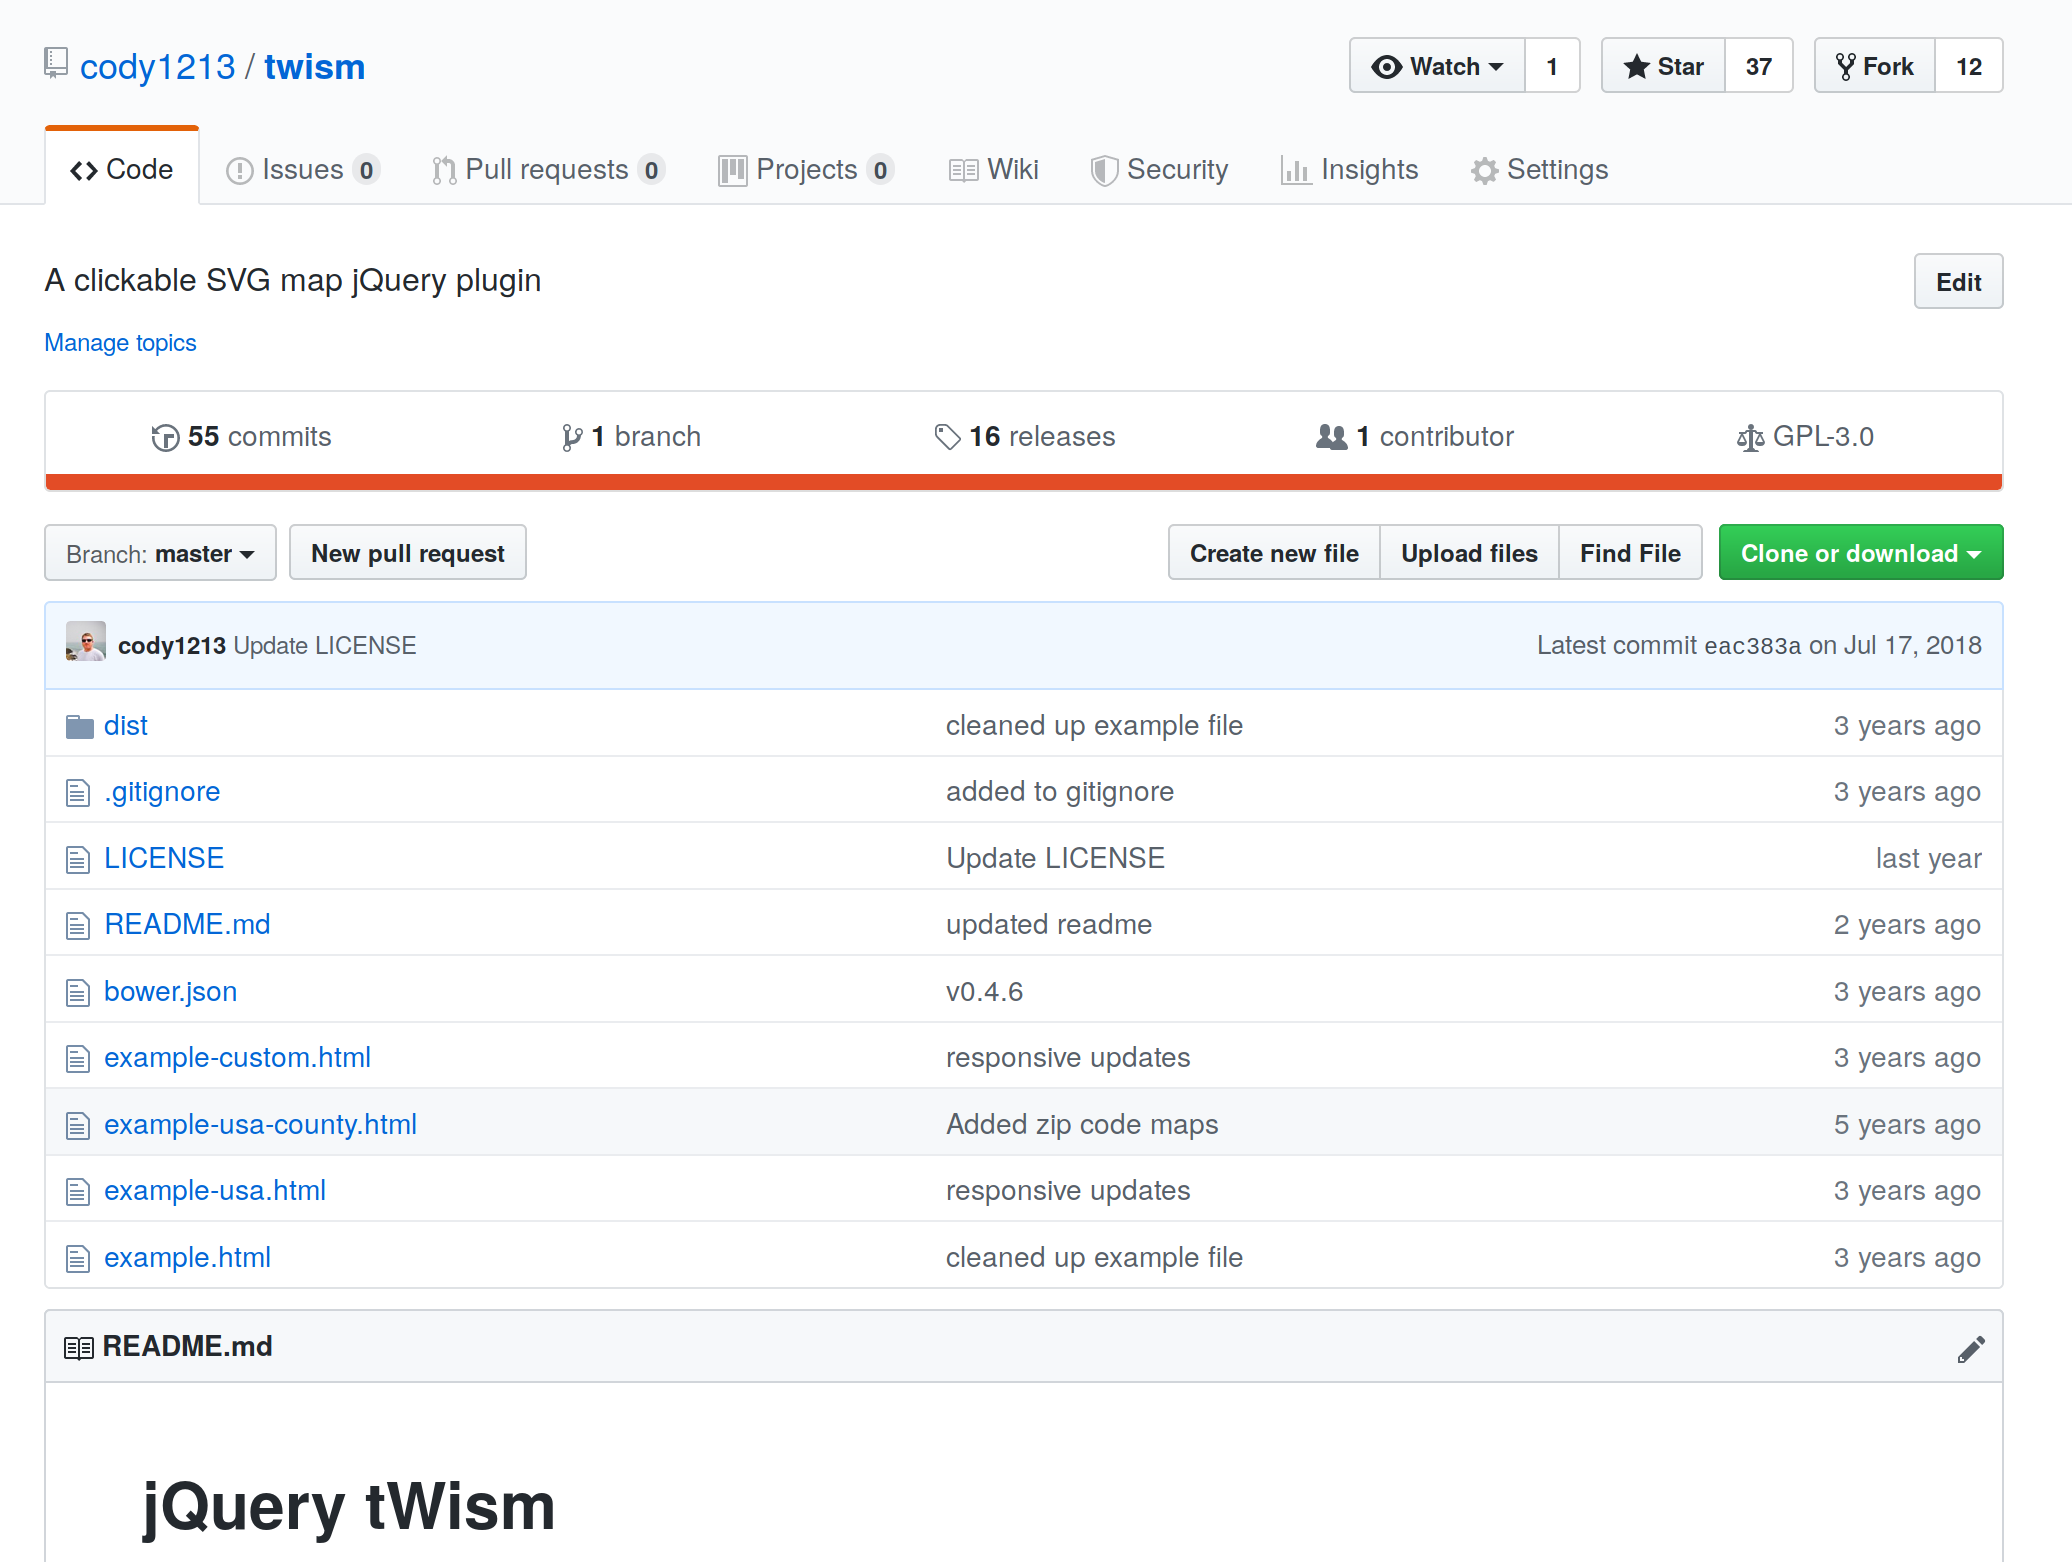 cody1213 / twism
Watch 1 Star 37 Fork 12
Code Issues 0 Pull requests 0 Projects 0 Wiki Security Insights Settings
A clickable SVG map jQuery plugin
Edit
Manage topics
55 commits 1 branch 16 releases 1 contributor GPL-3.0
Branch: master New pull request Create new file Upload files Find File Clone or download
cody1213 Update LICENSE Latest commit eac383a on Jul 17, 2018
dist cleaned up example file 3 years ago
.gitignore added to gitignore 3 years ago
LICENSE Update LICENSE last year
README.md updated readme 2 years ago
bower.json v0.4.6 3 years ago
example-custom.html responsive updates 3 years ago
example-usa-county.html Added zip code maps 5 years ago
example-usa.html responsive updates 3 years ago
example.html cleaned up example file 3 years ago
README.md
jQuery tWism